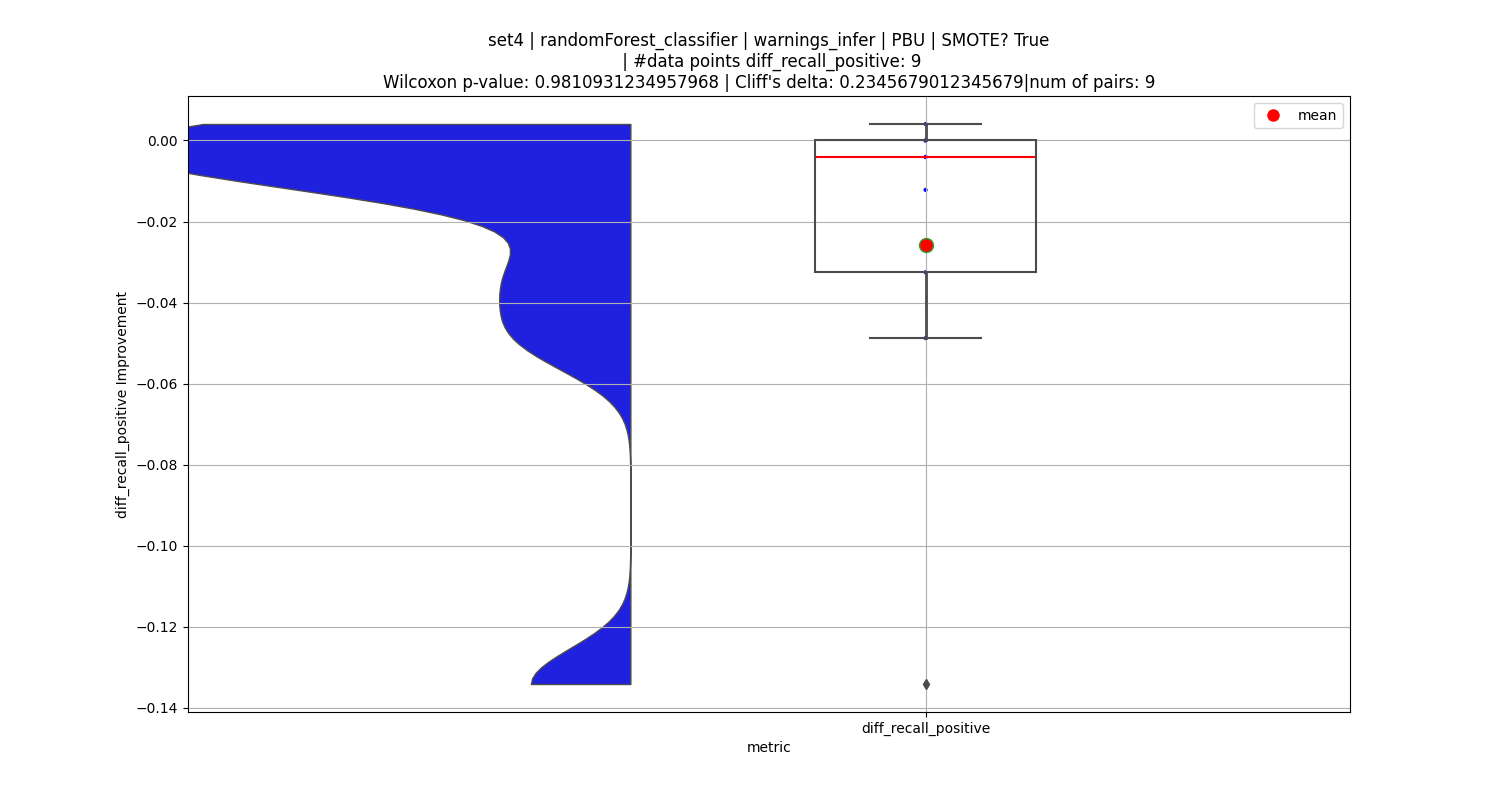 set4 | randomForest_classifier | warnings_infer | PBU | SMOTE? True
| #data points diff_recall_positive: 9
Wilcoxon p-value: 0.9810931234957968 | Cliff's delta: 0.2345679012345679|num of pairs: 9
mean
0.00
−0.02
−0.04
−0.06
−0.08
−0.10
−0.12
−0.14
diff_recall_positive Improvement
diff_recall_positive
metric